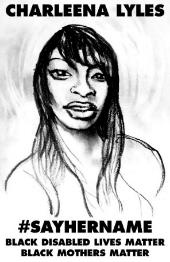 CHARLEENA LYLES
#SAYHERNAME
BLACK DISABLED LIVES MATTER
BLACK MOTHERS MATTER